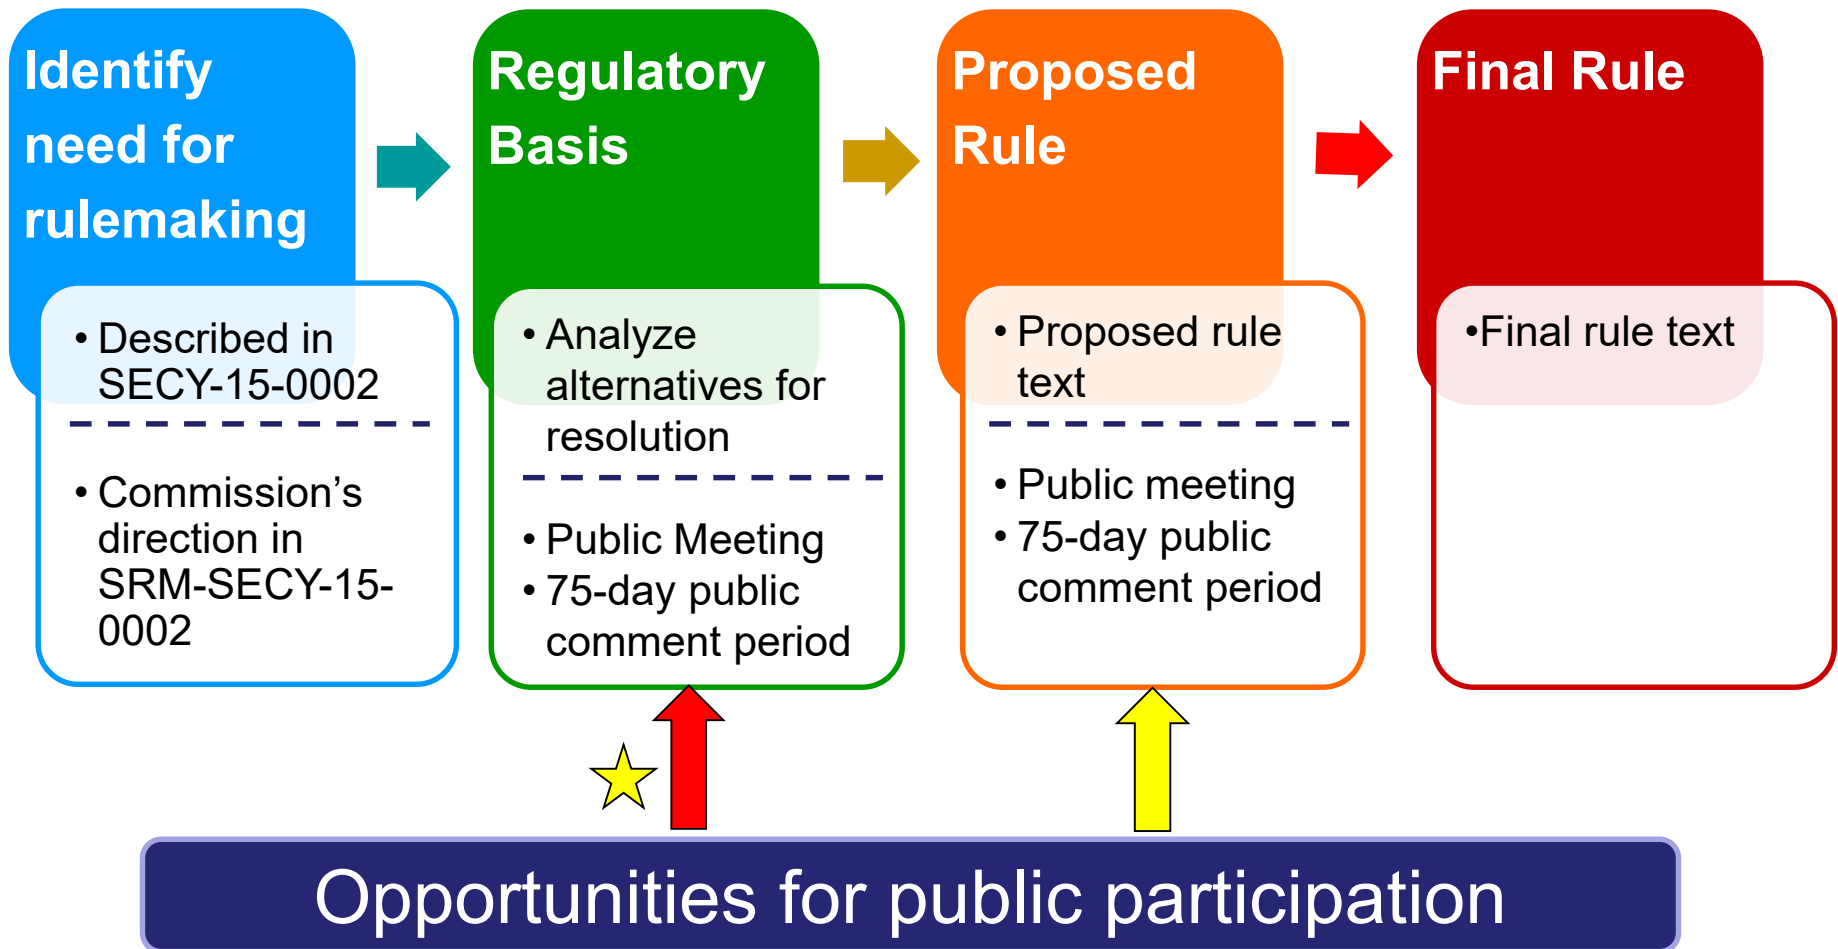 Identify
need for
rulemaking
• Described in
SECY-15-0002
• Commission’s
direction in
SRM-SECY-15-
0002
Regulatory
Basis
• Analyze
alternatives for
resolution
• Public Meeting
• 75-day public
comment period
Proposed
Rule
• Proposed rule
text
• Public meeting
• 75-day public
comment period
Final Rule
•Final rule text
Opportunities for public participation